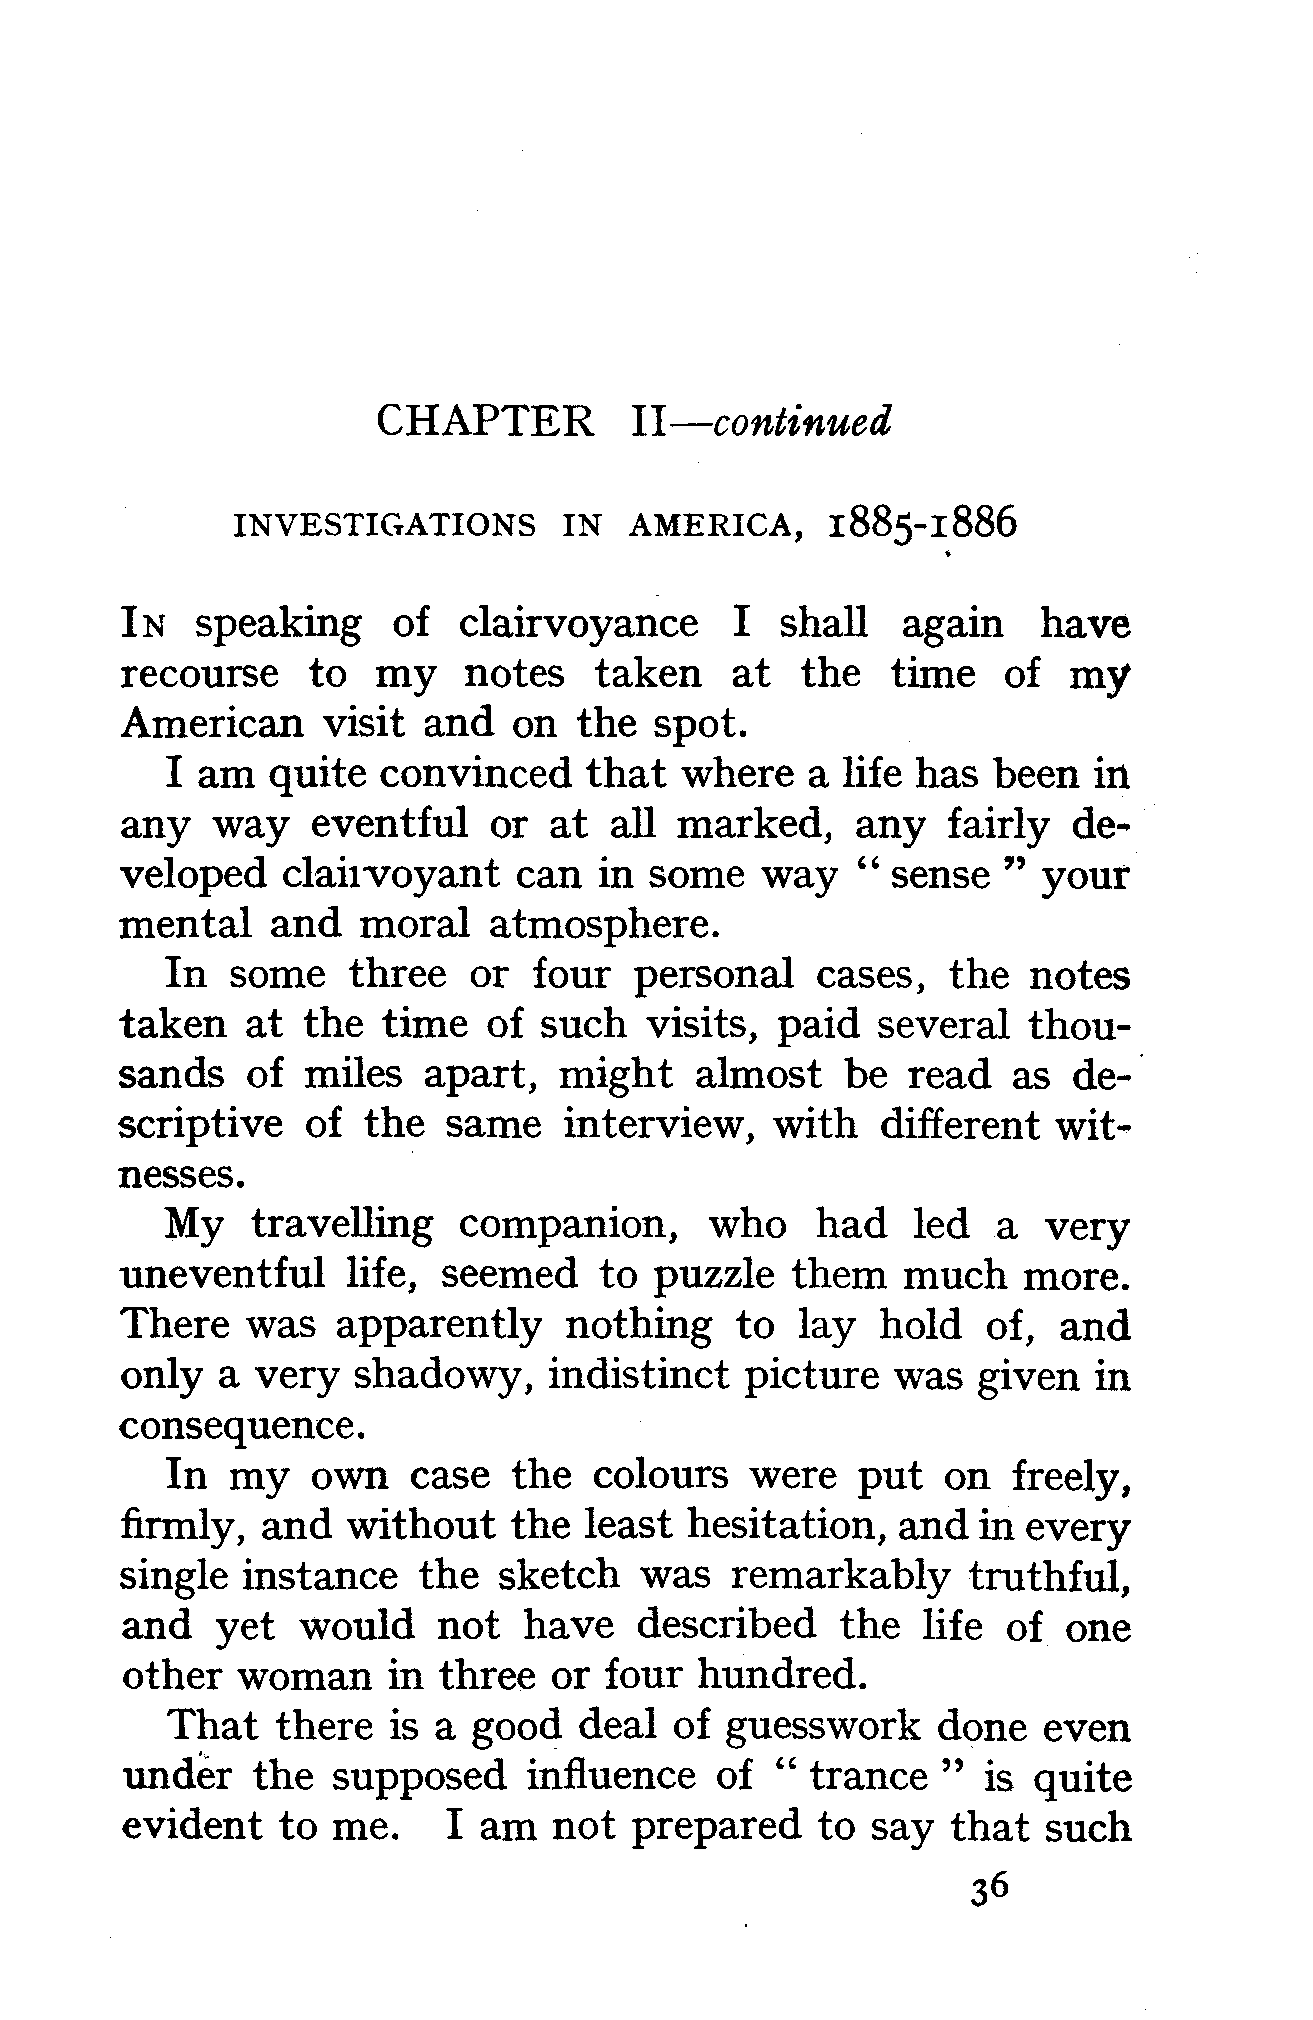 CHAPTER II—continued
INVESTIGATIONS IN AMERICA, 1885-1886
IN speaking of clairvoyance I shall again have
recourse to my notes taken at the time of my
American visit and on the spot.
I am quite convinced that where a life has been in
any way eventful or at all marked, any fairly de-
veloped clairvoyant can in some way “ sense ” your
mental and moral atmosphere.
In some three or four personal cases, the notes
taken at the time of such visits, paid several thou-
sands of miles apart, might almost be read as de-
scriptive of the same interview, with different wit-
nesses.
My travelling companion, who had led a very
uneventful life, seemed to puzzle them much more.
There was apparently nothing to lay hold of, and
only a very shadowy, indistinct picture was given in
consequence.
In my own case the colours were put on freely,
firmly, and without the least hesitation, and in every
single instance the sketch was remarkably truthful,
and yet would not have described the life of one
other woman in three or four hundred.
That there is a good deal of guesswork done even
under the supposed influence of “ trance ” is quite
evident to me. I am not prepared to say that such
36